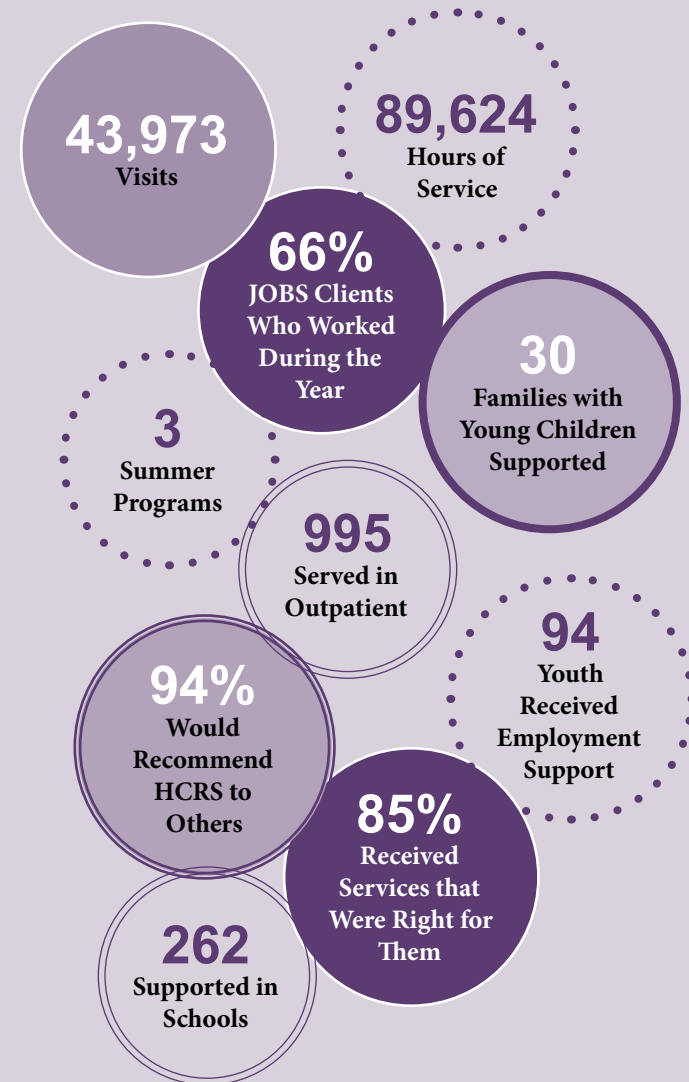 43,973
Visits
89,624
Hours of
Service
66%
JOBS Clients
Who Worked
During the
Year
30
Families with
Young Children
Supported
3
Summer
Programs
995
Served in
Outpatient
94
Youth
Received
Employment
Support
94%
Would
Recommend
HCRS to
Others
85%
Received
Services that
Were Right for
Them
262
Supported in
Schools